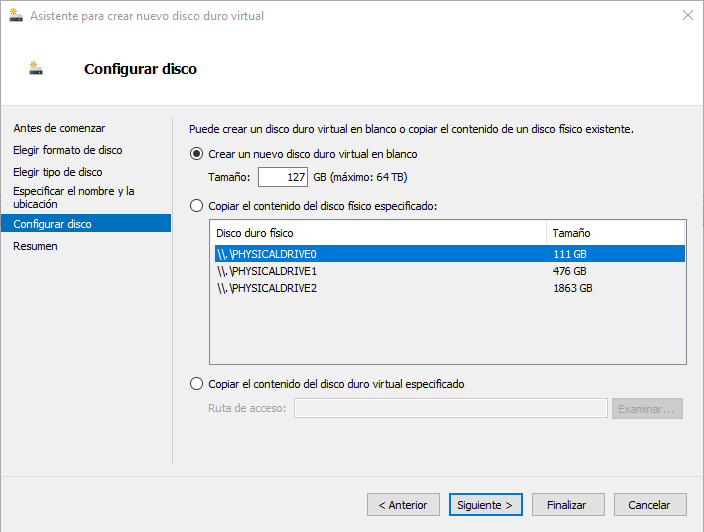 Asistente para crear nuevo disco duro virtual
Configurar disco
Antes de comenzar
Elegir formato de disco
Elegir tipo de disco
Especificar el nombre y la
ubicación
Configurar disco
Resumen
Puede crear un disco duro virtual en blanco o copiar el contenido de un disco físico existente.
Crear un nuevo disco duro virtual en blanco
Tamaño: 127 GB (máximo: 64 TB)
Copiar el contenido del disco físico especificado:
Disco duro físico Tamaño
\\.\PHYSICALDRIVE0 111 GB
\\.\PHYSICALDRIVE1 476 GB
\\.\PHYSICALDRIVE2 1863 GB
Copiar el contenido del disco duro virtual especificado
Ruta de acceso: Examinar...
< Anterior Siguiente > Finalizar Cancelar